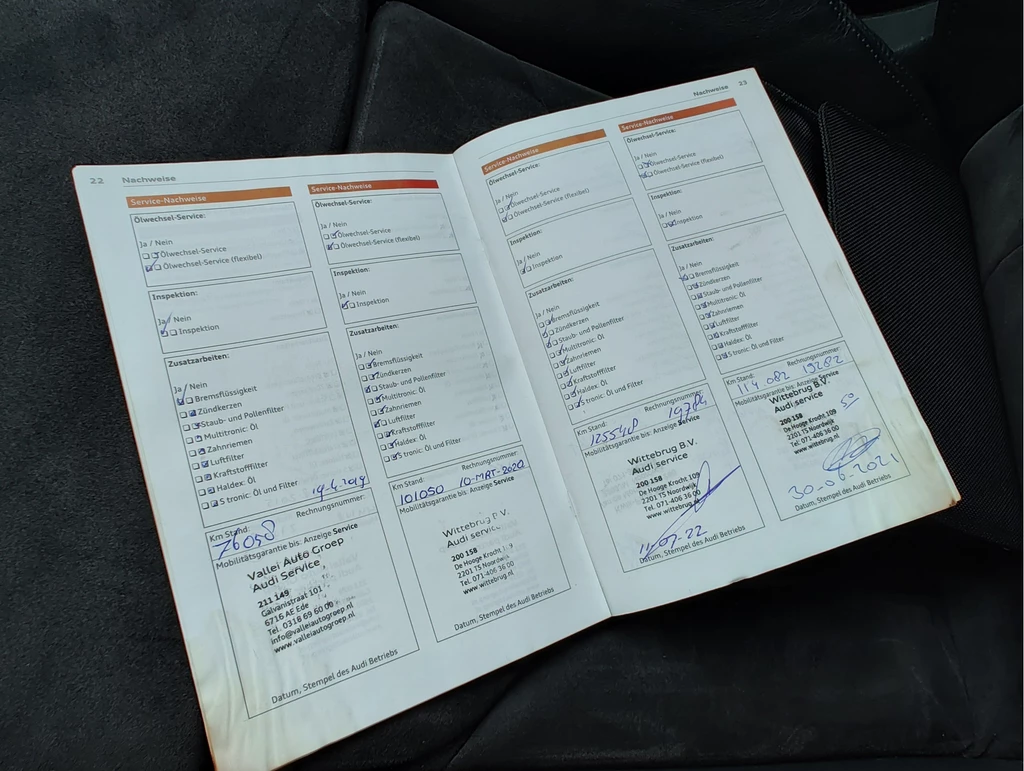 22 Nachweise
Service-Nachweise
Ölwechsel-Service:
Ja / Nein
Ölwechsel-Service
Ölwechsel-Service (flexibel)
Inspektion:
Ja / Nein
Inspektion
Zusatzarbeiten:
Ja / Nein
Bremsflüssigkeit
Zündkerzen
Staub- und Pollenfilter
Multitronic: Öl
Zahnriemen
Luftfilter
Kraftstofffilter
Haldex: Öl
S tronic: Öl und Filter
19-4-2019
Km Stand: Rechnungsnummer:
76058
Mobilitätsgarantie bis: Anzeige Service
Vallei Auto Groep
Audi Service
211 149
Galvanistraat 101
6716 AE Ede
Tel. 0318 69 60 00
info@valleiautogroep.nl
www.valleiautogroep.nl
Datum, Stempel des Audi Betriebs
Service-Nachweise
Ölwechsel-Service:
Ja / Nein
Ölwechsel-Service
Ölwechsel-Service (flexibel)
Inspektion:
Ja / Nein
Inspektion
Zusatzarbeiten:
Ja / Nein
Bremsflüssigkeit
Zündkerzen
Staub- und Pollenfilter
Multitronic: Öl
Zahnriemen
Luftfilter
Kraftstofffilter
Haldex: Öl
S tronic: Öl und Filter
Km Stand: Rechnungsnummer:
101050 10-MRT-2020
Mobilitätsgarantie bis: Anzeige Service
Wittebrug B.V.
Audi service
200 158
De Hooge Krocht 109
2201 TS Noordwijk
Tel. 071-406 36 00
www.wittebrug.nl
Datum, Stempel des Audi Betriebs
Nachweise 23
Service-Nachweise
Ölwechsel-Service:
Ja / Nein
Ölwechsel-Service
Ölwechsel-Service (flexibel)
Inspektion:
Ja / Nein
Inspektion
Zusatzarbeiten:
Ja / Nein
Bremsflüssigkeit
Zündkerzen
Staub- und Pollenfilter
Multitronic: Öl
Zahnriemen
Luftfilter
Kraftstofffilter
Haldex: Öl
S tronic: Öl und Filter
Km Stand: Rechnungsnummer:
125548
Mobilitätsgarantie bis: Anzeige Service
Wittebrug B.V.
Audi service
200 158
De Hooge Krocht 109
2201 TS Noordwijk
Tel. 071-406 36 00
www.wittebrug.nl
11-07-22
Datum, Stempel des Audi Betriebs
Service-Nachweise
Ölwechsel-Service:
Ja / Nein
Ölwechsel-Service
Ölwechsel-Service (flexibel)
Inspektion:
Ja / Nein
Inspektion
Zusatzarbeiten:
Ja / Nein
Bremsflüssigkeit
Zündkerzen
Staub- und Pollenfilter
Multitronic: Öl
Zahnriemen
Luftfilter
Kraftstofffilter
Haldex: Öl
S tronic: Öl und Filter
Km Stand: Rechnungsnummer:
114 082 19282
Mobilitätsgarantie bis: Anzeige Service
Wittebrug B.V.
Audi service
200 158
De Hooge Krocht 109
2201 TS Noordwijk
Tel. 071-406 36 00
www.wittebrug.nl
30-06-2021
Datum, Stempel des Audi Betriebs